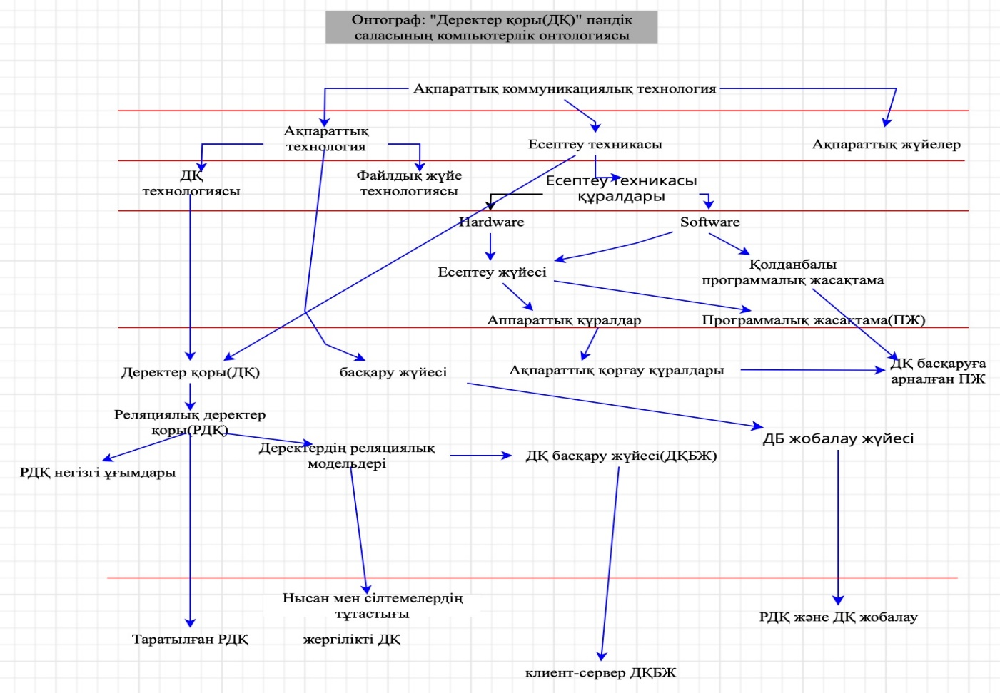 Онтограф: "Деректер қоры(ДҚ)" пәндік
саласының компьютерлік онтологиясы
Ақпараттық коммуникациялық технология
Ақпараттық
технология
Есептеу техникасы
Ақпараттық жүйелер
ДҚ
технологиясы
Файлдық жүйе
технологиясы
Есептеу техникасы
құралдары
Hardware
Software
Есептеу жүйесі
Қолданбалы
программалық жасақтама
Аппараттық құралдар
Программалық жасақтама(ПЖ)
Деректер қоры(ДҚ)
басқару жүйесі
Ақпараттық қорғау құралдары
ДҚ басқаруға
арналған ПЖ
Реляциялық деректер
қоры(РДҚ)
Деректердің реляциялық
модельдері
ДҚ басқару жүйесі(ДҚБЖ)
ДБ жобалау жүйесі
РДҚ негізгі ұғымдары
Нысан мен сілтемелердің
тұтастығы
РДҚ және ДҚ жобалау
Таратылған РДҚ
жергілікті ДҚ
клиент-сервер ДҚБЖ